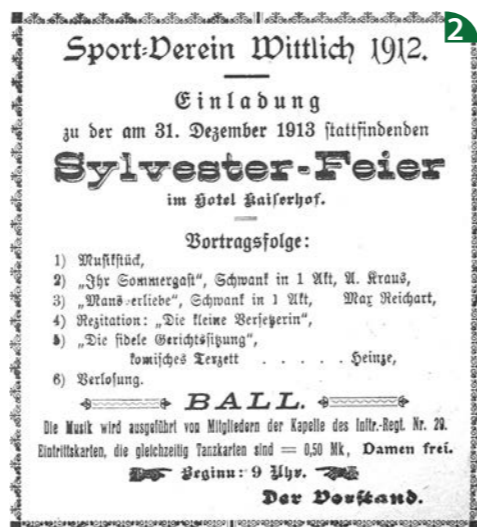 2
Sport-Verein Wittlich 1912.
Einladung
zu der am 31. Dezember 1913 stattfindenden
Sylvester-Feier
im Hotel Kaiserhof.
Vortragsfolge:
1) Musikstück,
2) „Ihr Sommergast“, Schwank in 1 Akt, A. Kraus,
3) „Manöverliebe“, Schwank in 1 Akt, Max Reichart,
4) Rezitation: „Die kleine Versetzerin“,
5) „Die fidele Gerichtssitzung“,
komisches Terzett . . . . . Heinze,
6) Verlosung.
BALL.
Die Musik wird ausgeführt von Mitgliedern der Kapelle des Inftr.-Regt. Nr. 29.
Eintrittskarten, die gleichzeitig Tanzkarten sind = 0,50 Mk, Damen frei.
Beginn: 9 Uhr.
Der Vorstand.